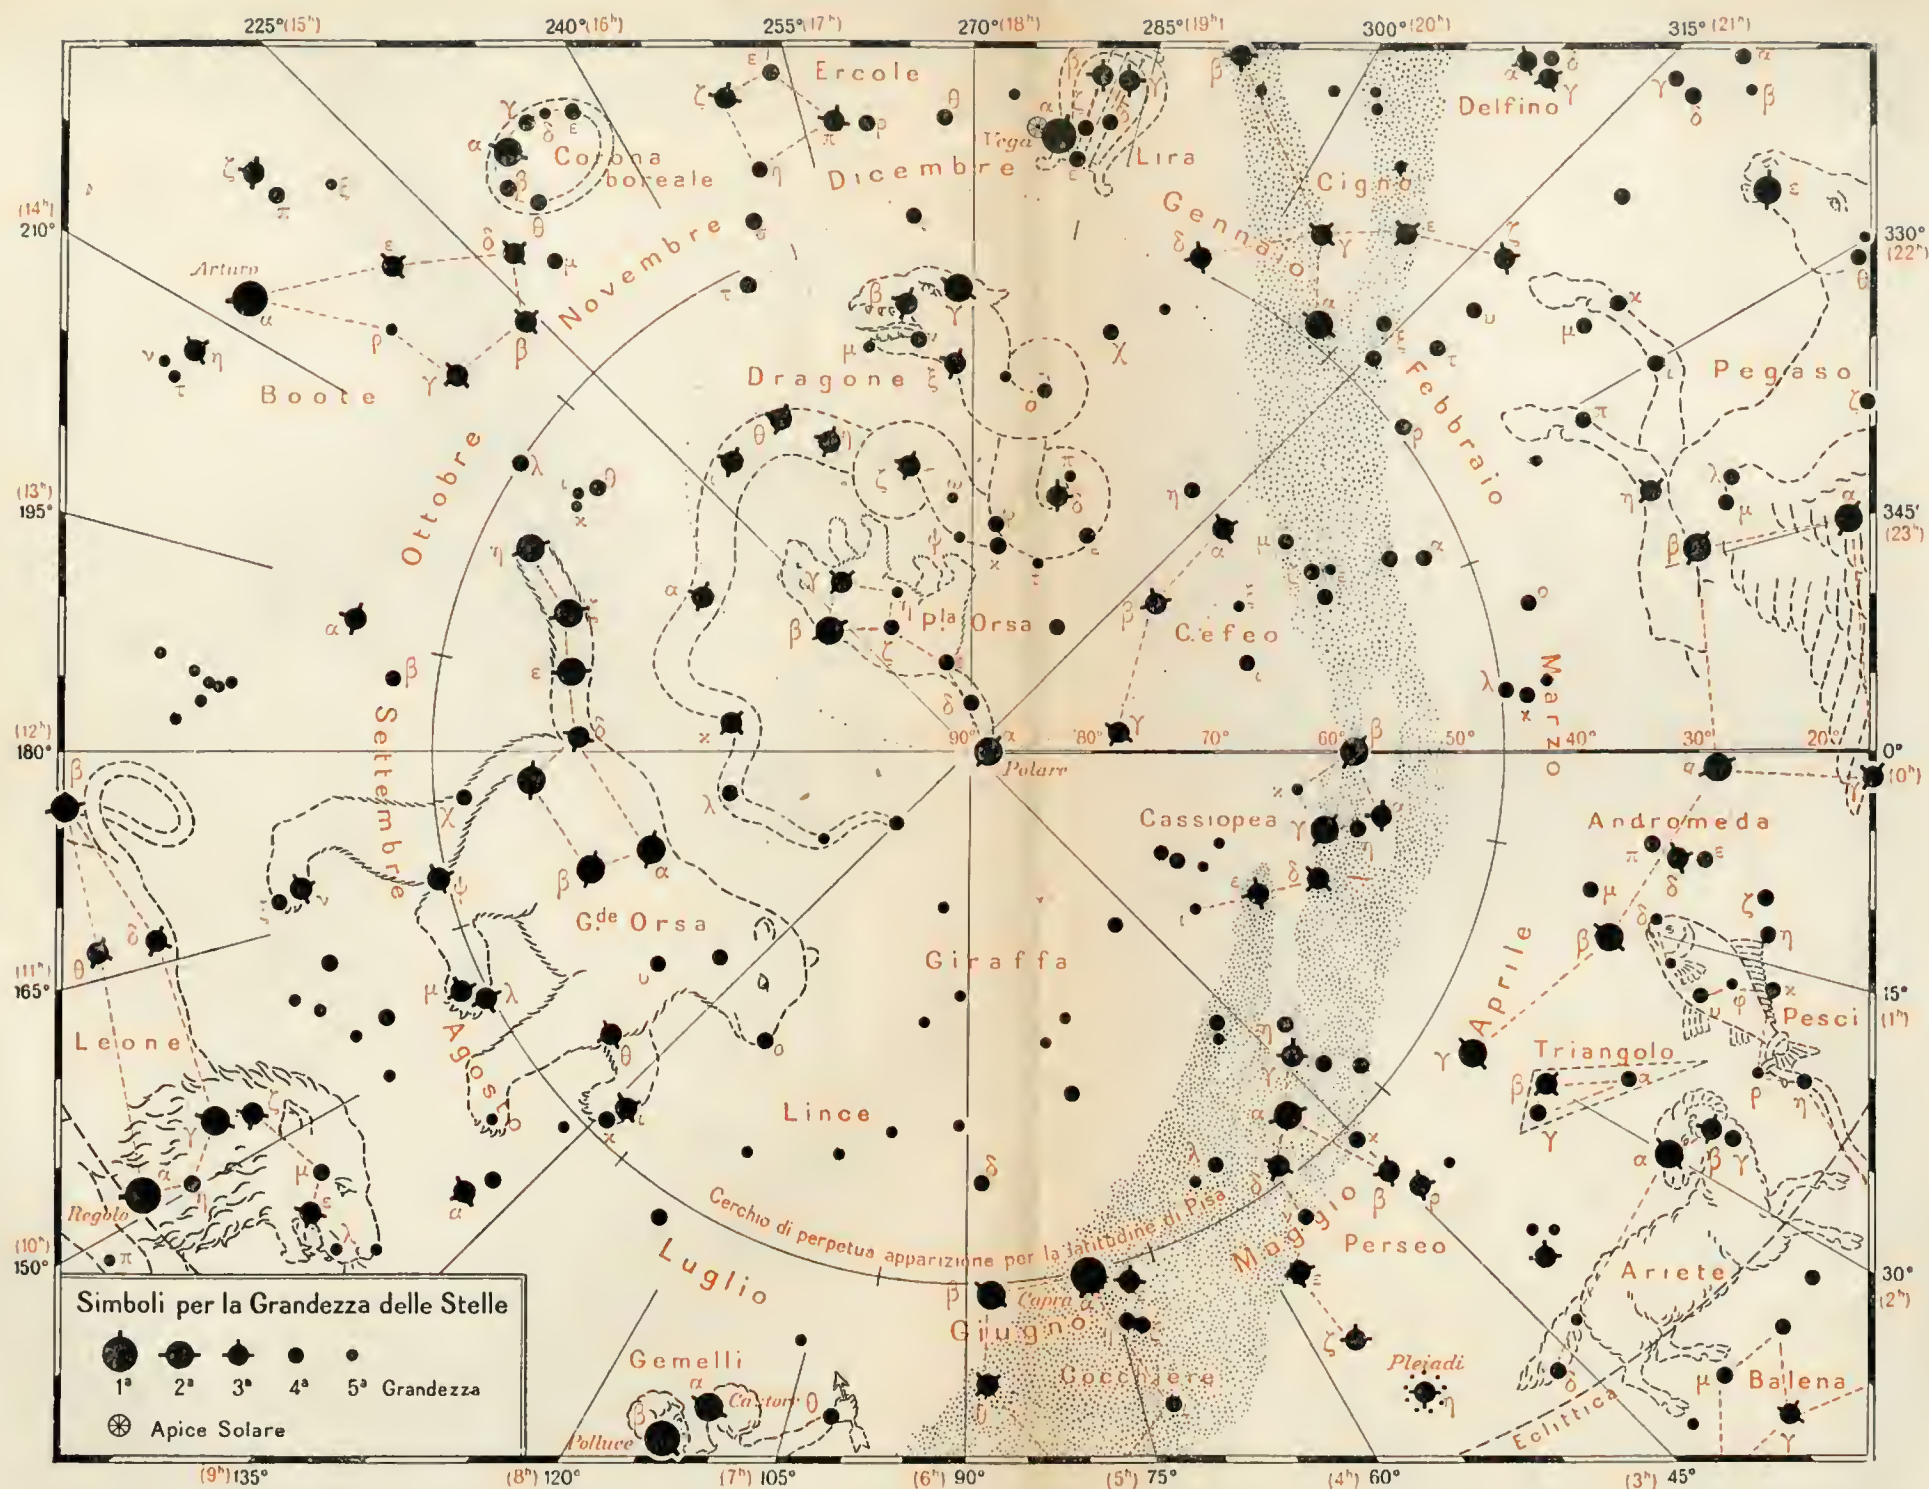 225° (15ʰ) 240° (16ʰ) 255° (17ʰ) 270° (18ʰ) 285° (19ʰ) 300° (20ʰ) 315° (21ʰ)
Ercole
Delfino
Corona
boreale
Vega
Lira
Dicembre
Cigno
Gennaio
(14ʰ)
210°
330°
(22ʰ)
Arturo
Novembre
Boote
Dragone
Febbraio
Pegaso
Ottobre
(13ʰ)
195°
345°
(23ʰ)
P.la Orsa
Cefeo
Settembre
Marzo
(12ʰ)
180°
90° 80° 70° 60° 50° 40° 30° 20° 0°
(0ʰ)
Polare
Cassiopea
Andromeda
G.de Orsa
Giraffa
Aprile
(11ʰ)
165°
15°
(1ʰ)
Pesci
Leone
Agosto
Triangolo
Lince
Regolo
Cerchio di perpetua apparizione per la latitudine di Pisa
Maggio
Perseo
Luglio
Ariete
(10ʰ)
150°
30°
(2ʰ)
Capra
Giugno
Gemelli
Castore
Polluce
Cocchiere
Pleiadi
Balena
Eclittica
Simboli per la Grandezza delle Stelle
1ª 2ª 3ª 4ª 5ª Grandezza
Apice Solare
(9ʰ) 135° (8ʰ) 120° (7ʰ) 105° (6ʰ) 90° (5ʰ) 75° (4ʰ) 60° (3ʰ) 45°